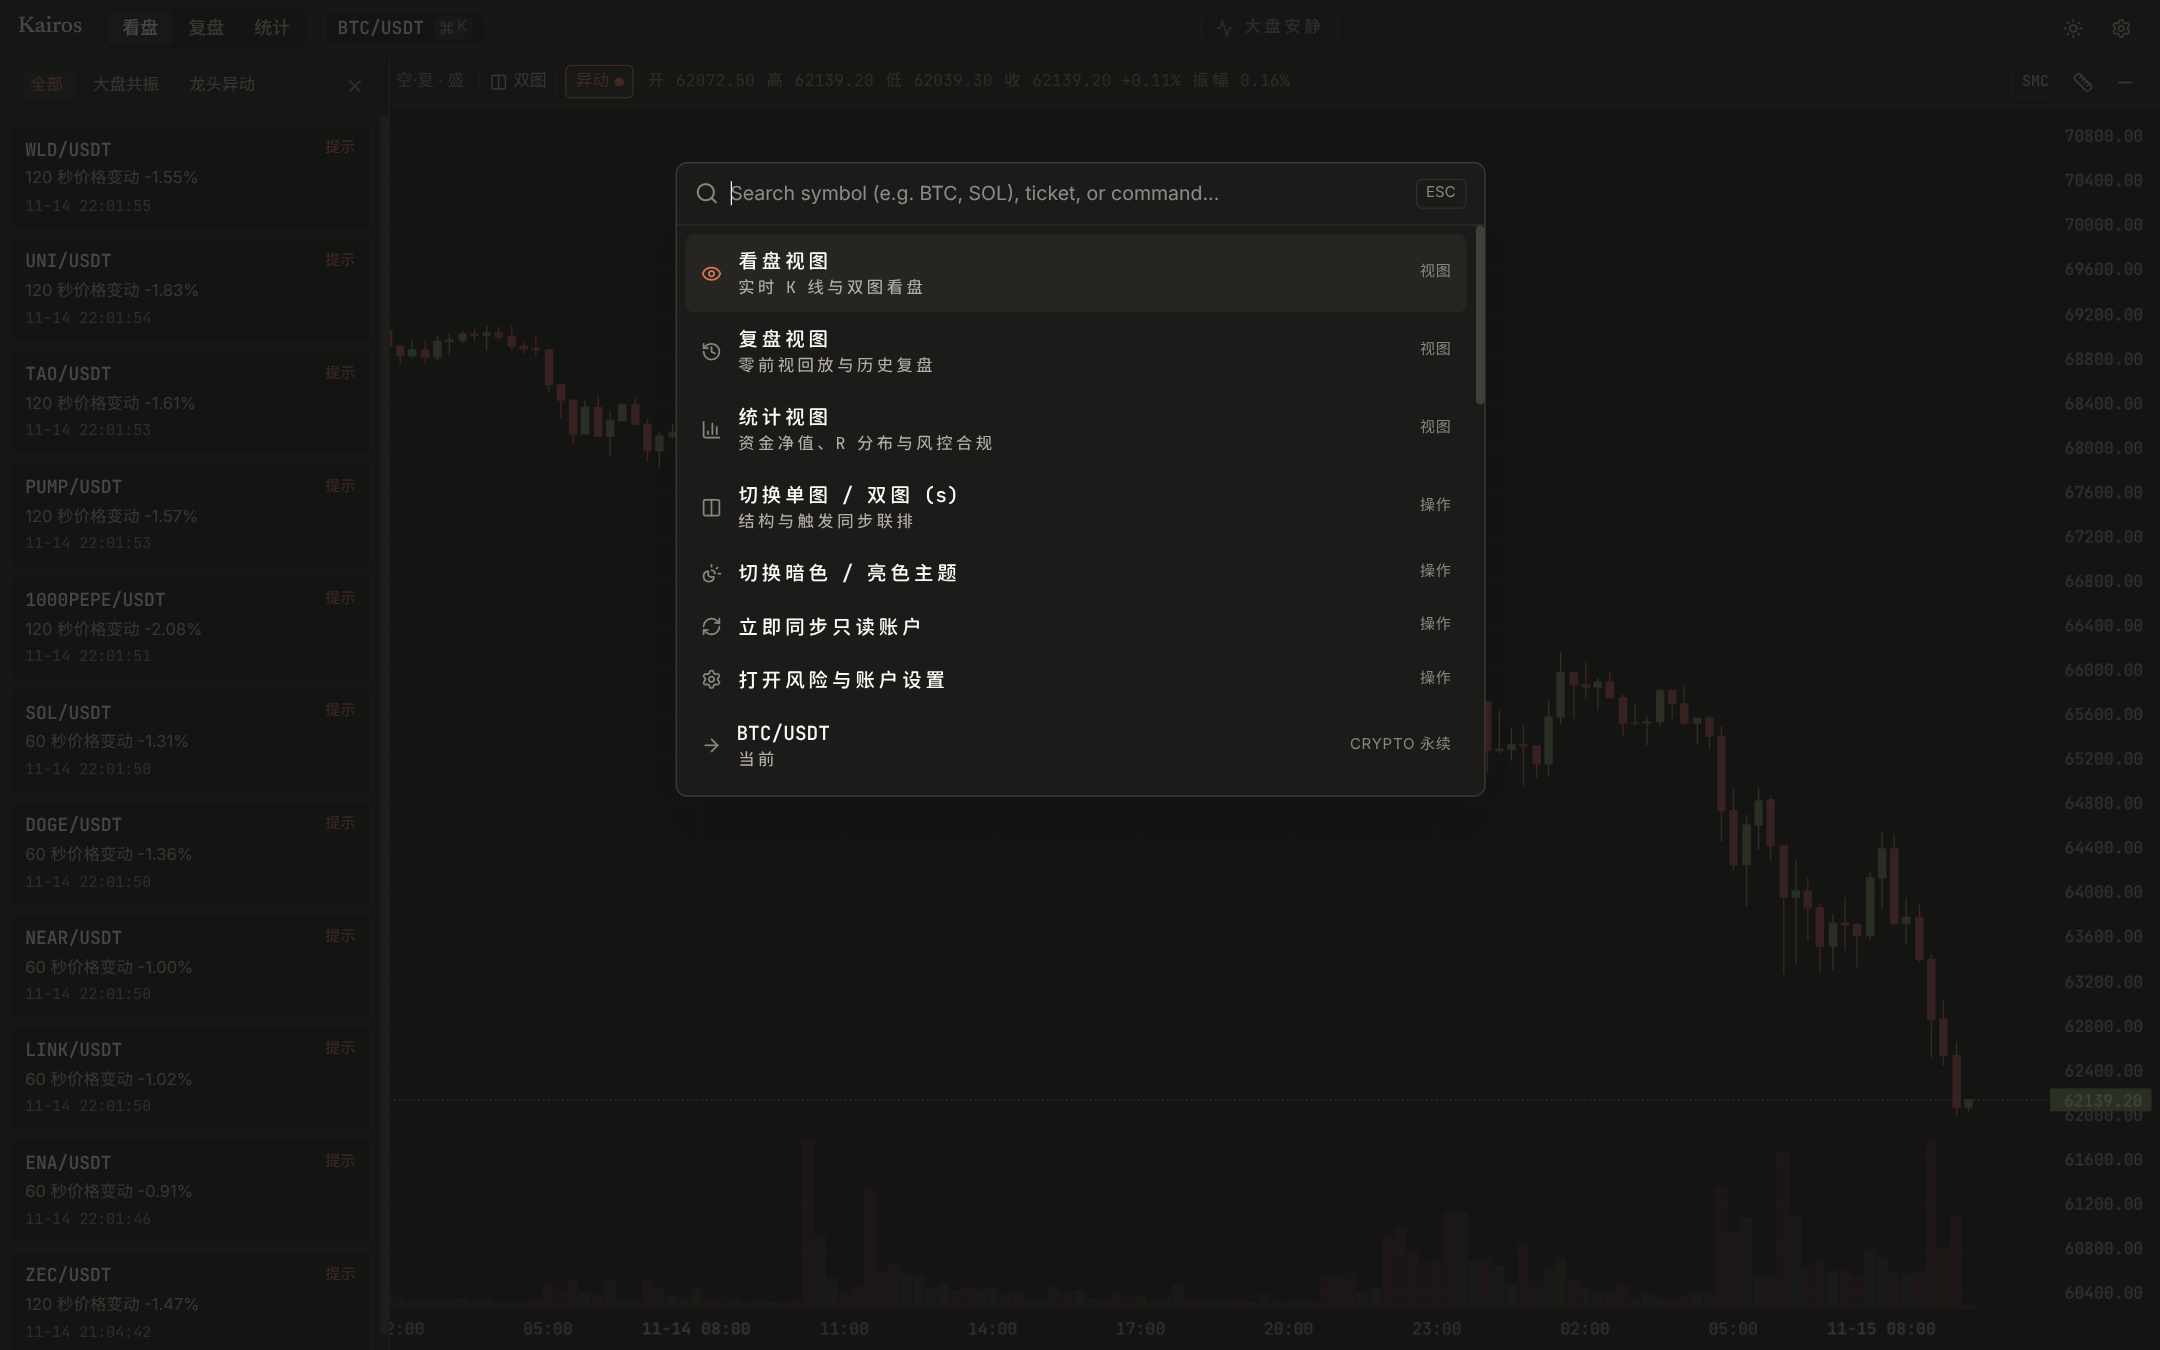 Kairos
看盘
复盘
统计
BTC/USDT ⌘K
大盘安静
全部
大盘共振
龙头异动
空·夏·盛
双图
异动
开 62072.50 高 62139.20 低 62039.30 收 62139.20 +0.11% 振幅 0.16%
SMC
WLD/USDT
提示
120 秒价格变动 -1.55%
11-14 22:01:55
UNI/USDT
提示
120 秒价格变动 -1.83%
11-14 22:01:54
TAO/USDT
提示
120 秒价格变动 -1.61%
11-14 22:01:53
PUMP/USDT
提示
120 秒价格变动 -1.57%
11-14 22:01:53
1000PEPE/USDT
提示
120 秒价格变动 -2.08%
11-14 22:01:51
SOL/USDT
提示
60 秒价格变动 -1.31%
11-14 22:01:50
DOGE/USDT
提示
60 秒价格变动 -1.36%
11-14 22:01:50
NEAR/USDT
提示
60 秒价格变动 -1.00%
11-14 22:01:50
LINK/USDT
提示
60 秒价格变动 -1.02%
11-14 22:01:50
ENA/USDT
提示
60 秒价格变动 -0.91%
11-14 22:01:46
ZEC/USDT
提示
120 秒价格变动 -1.47%
11-14 21:04:42
Search symbol (e.g. BTC, SOL), ticket, or command...
ESC
看盘视图
实时 K 线与双图看盘
视图
复盘视图
零前视回放与历史复盘
视图
统计视图
资金净值、R 分布与风控合规
视图
切换单图 / 双图 (s)
结构与触发同步联排
操作
切换暗色 / 亮色主题
操作
立即同步只读账户
操作
打开风险与账户设置
操作
BTC/USDT
当前
CRYPTO 永续
70800.00
70400.00
70000.00
69600.00
69200.00
68800.00
68400.00
68000.00
67600.00
67200.00
66800.00
66400.00
66000.00
65600.00
65200.00
64800.00
64400.00
64000.00
63600.00
63200.00
62800.00
62400.00
62139.20
62000.00
61600.00
61200.00
60800.00
60400.00
2:00
05:00
11-14 08:00
11:00
14:00
17:00
20:00
23:00
02:00
05:00
11-15 08:00